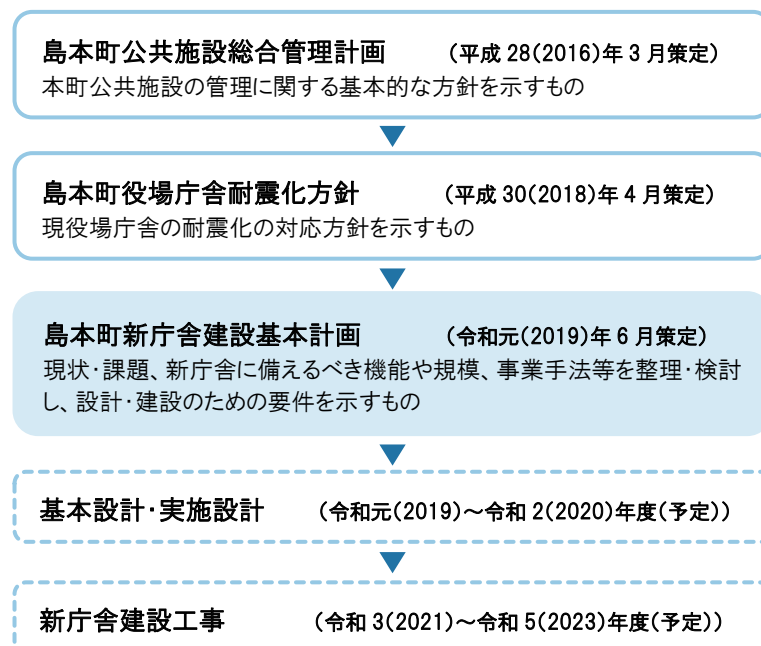 島本町公共施設総合管理計画 （平成 28(2016)年 3 月策定）
本町公共施設の管理に関する基本的な方針を示すもの
島本町役場庁舎耐震化方針 （平成 30(2018)年 4 月策定）
現役場庁舎の耐震化の対応方針を示すもの
島本町新庁舎建設基本計画 （令和元(2019)年 6 月策定）
現状・課題、新庁舎に備えるべき機能や規模、事業手法等を整理・検討
し、設計・建設のための要件を示すもの
基本設計・実施設計 （令和元(2019)～令和 2(2020)年度(予定)）
新庁舎建設工事 （令和 3(2021)～令和 5(2023)年度(予定)）